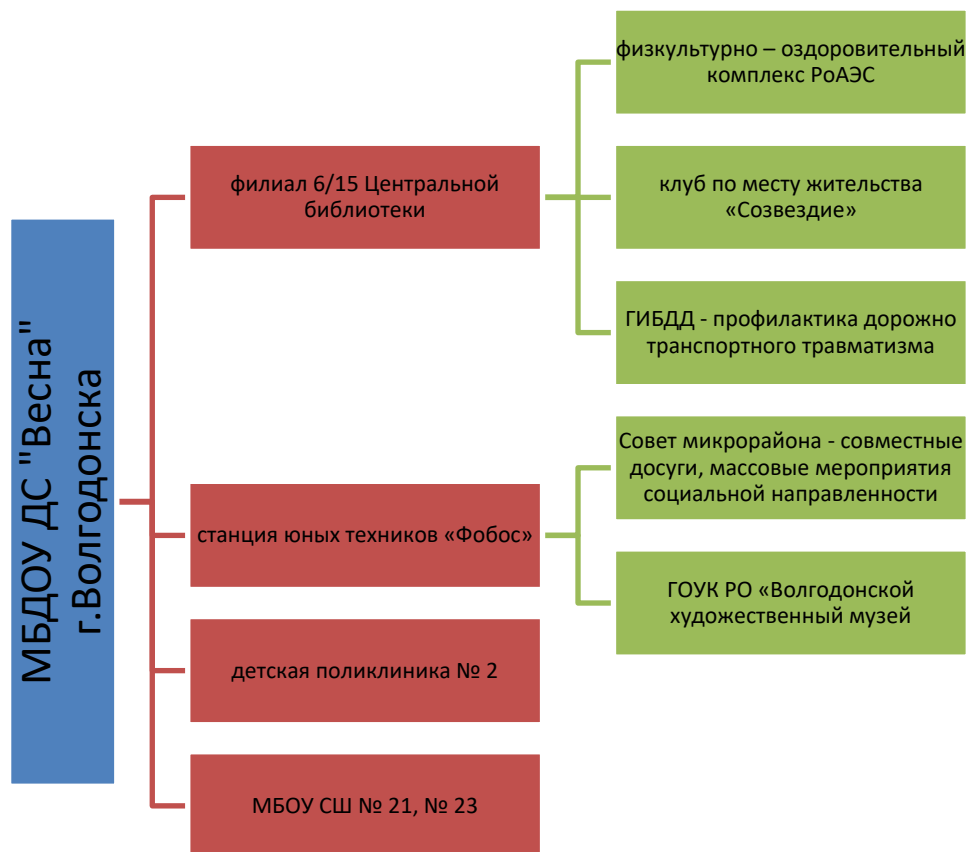 МБДОУ ДС "Весна"
г.Волгодонска
филиал 6/15 Центральной
библиотеки
физкультурно – оздоровительный
комплекс РоАЭС
клуб по месту жительства
«Созвездие»
ГИБДД - профилактика дорожно
транспортного травматизма
станция юных техников «Фобос»
Совет микрорайона - совместные
досуги, массовые мероприятия
социальной направленности
ГОУК РО «Волгодонской
художественный музей
детская поликлиника № 2
МБОУ СШ № 21, № 23